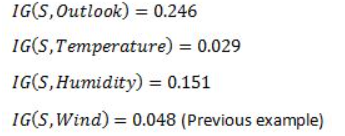 IG(S,Outlook) = 0.246
IG(S,Temperature) = 0.029
IG(S,Humidity) = 0.151
IG(S,Wind) = 0.048 (Previous example)